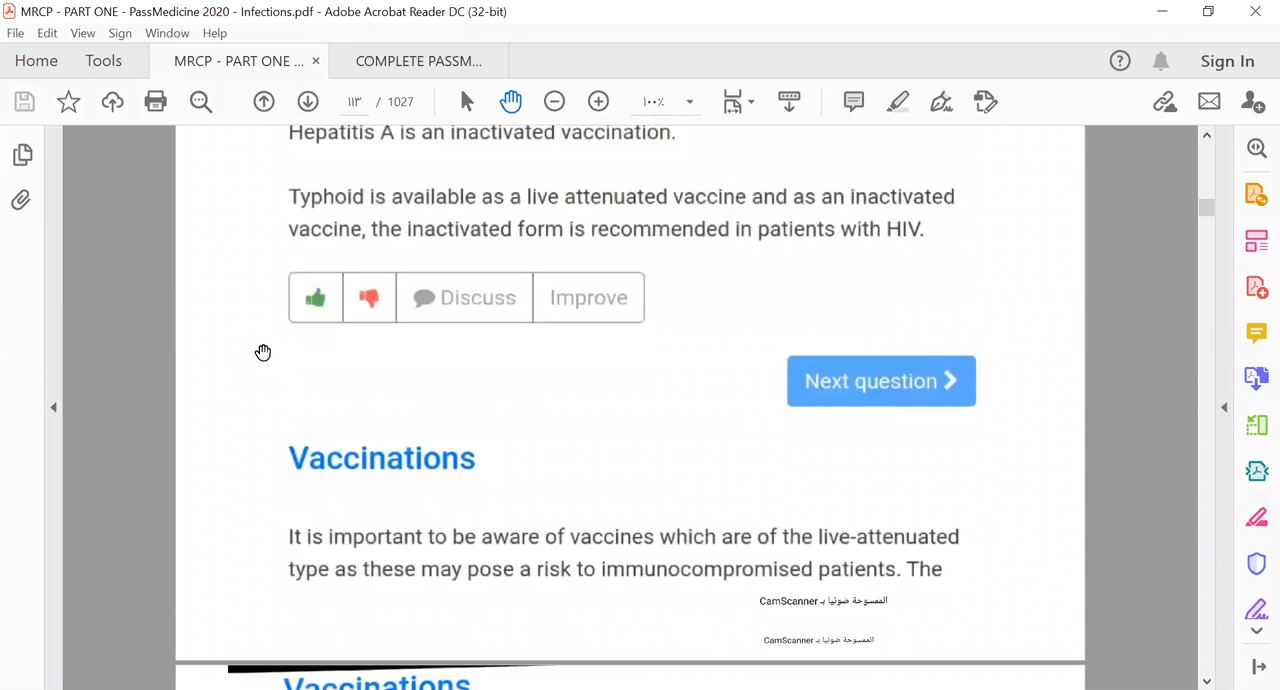 MRCP - PART ONE - PassMedicine 2020 - Infections.pdf - Adobe Acrobat Reader DC (32-bit)
File Edit View Sign Window Help
Home Tools MRCP - PART ONE ... × COMPLETE PASSM... Sign In
١١٣ / 1027 ١٠٠٪
Hepatitis A is an inactivated vaccination.
Typhoid is available as a live attenuated vaccine and as an inactivated
vaccine, the inactivated form is recommended in patients with HIV.
Discuss Improve
Next question
Vaccinations
It is important to be aware of vaccines which are of the live-attenuated
type as these may pose a risk to immunocompromised patients. The
الممسوحة ضوئيا بـ CamScanner
الممسوحة ضوئيا بـ CamScanner
Vaccinations